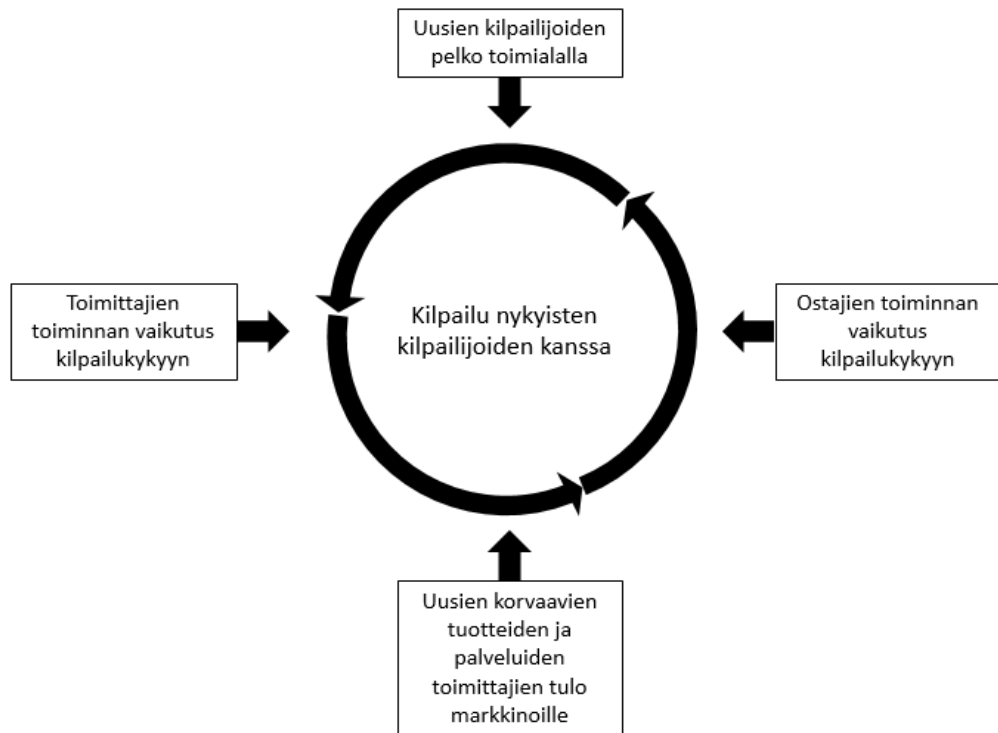 Uusien kilpailijoiden
pelko toimialalla
Toimittajien
toiminnan vaikutus
kilpailukykyyn
Kilpailu nykyisten
kilpailijoiden kanssa
Ostajien toiminnan
vaikutus
kilpailukykyyn
Uusien korvaavien
tuotteiden ja
palveluiden
toimittajien tulo
markkinoille